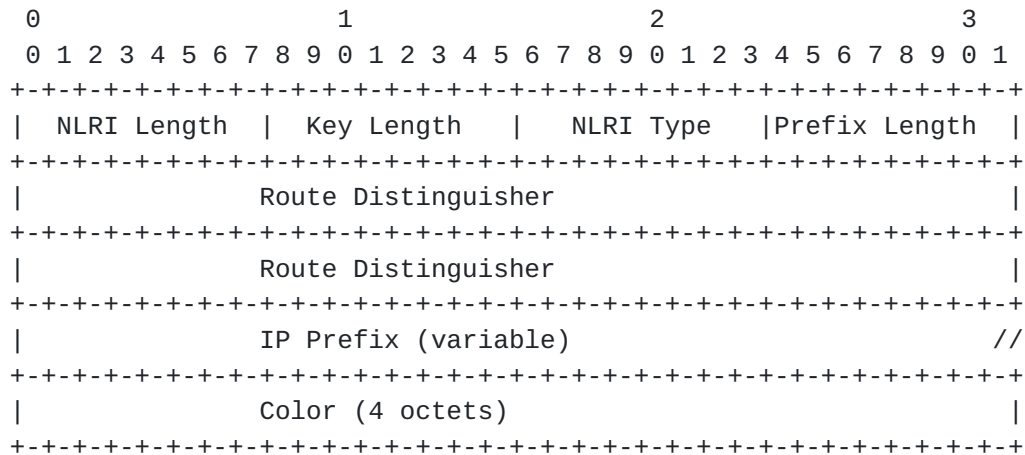 0                   1                   2                   3
 0 1 2 3 4 5 6 7 8 9 0 1 2 3 4 5 6 7 8 9 0 1 2 3 4 5 6 7 8 9 0 1
+-+-+-+-+-+-+-+-+-+-+-+-+-+-+-+-+-+-+-+-+-+-+-+-+-+-+-+-+-+-+-+-+
|  NLRI Length  |  Key Length   |   NLRI Type   |Prefix Length  |
+-+-+-+-+-+-+-+-+-+-+-+-+-+-+-+-+-+-+-+-+-+-+-+-+-+-+-+-+-+-+-+-+
|               Route Distinguisher                             |
+-+-+-+-+-+-+-+-+-+-+-+-+-+-+-+-+-+-+-+-+-+-+-+-+-+-+-+-+-+-+-+-+
|               Route Distinguisher                             |
+-+-+-+-+-+-+-+-+-+-+-+-+-+-+-+-+-+-+-+-+-+-+-+-+-+-+-+-+-+-+-+-+
|               IP Prefix (variable)                           //
+-+-+-+-+-+-+-+-+-+-+-+-+-+-+-+-+-+-+-+-+-+-+-+-+-+-+-+-+-+-+-+-+
|               Color (4 octets)                                |
+-+-+-+-+-+-+-+-+-+-+-+-+-+-+-+-+-+-+-+-+-+-+-+-+-+-+-+-+-+-+-+-+